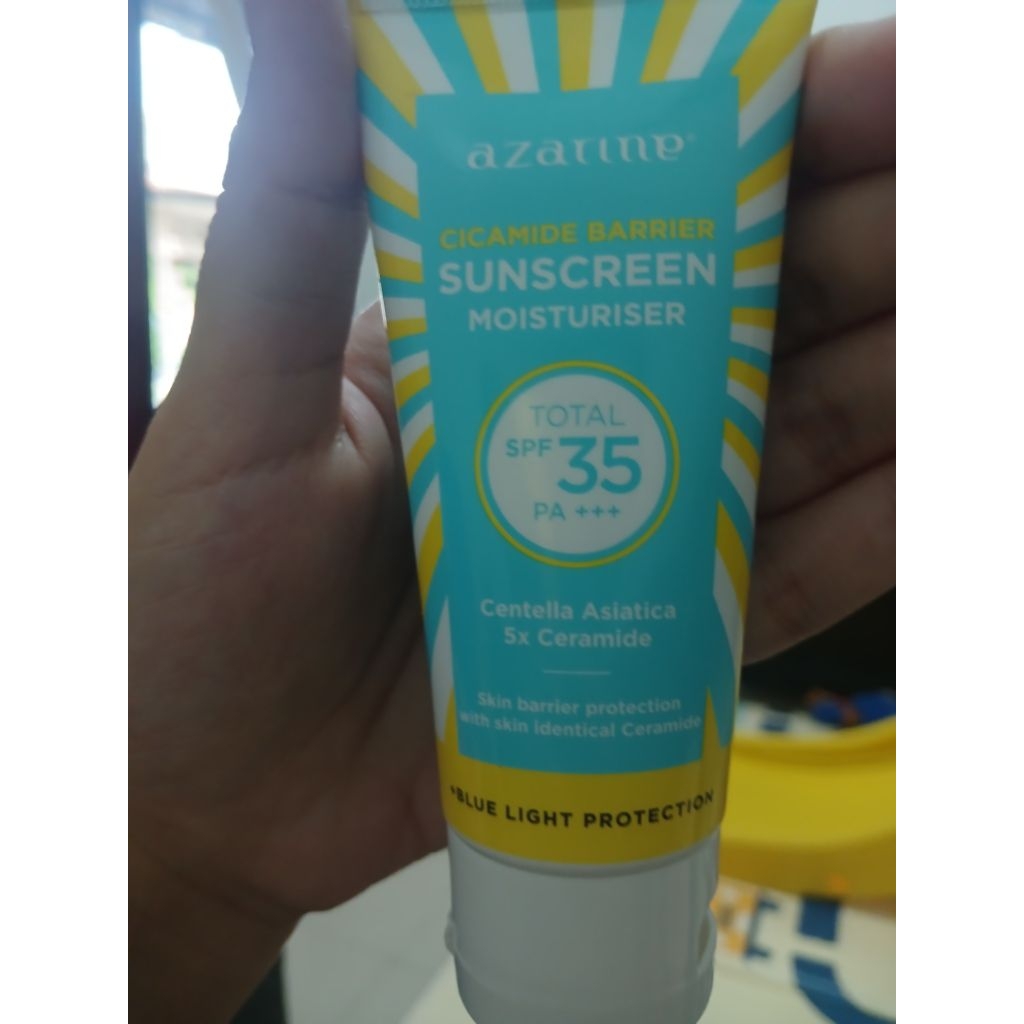 azarine
CICAMIDE BARRIER
SUNSCREEN
MOISTURISER
TOTAL
SPF 35
PA +++
Centella Asiatica
5x Ceramide
Skin barrier protection
with skin identical Ceramide
*BLUE LIGHT PROTECTION